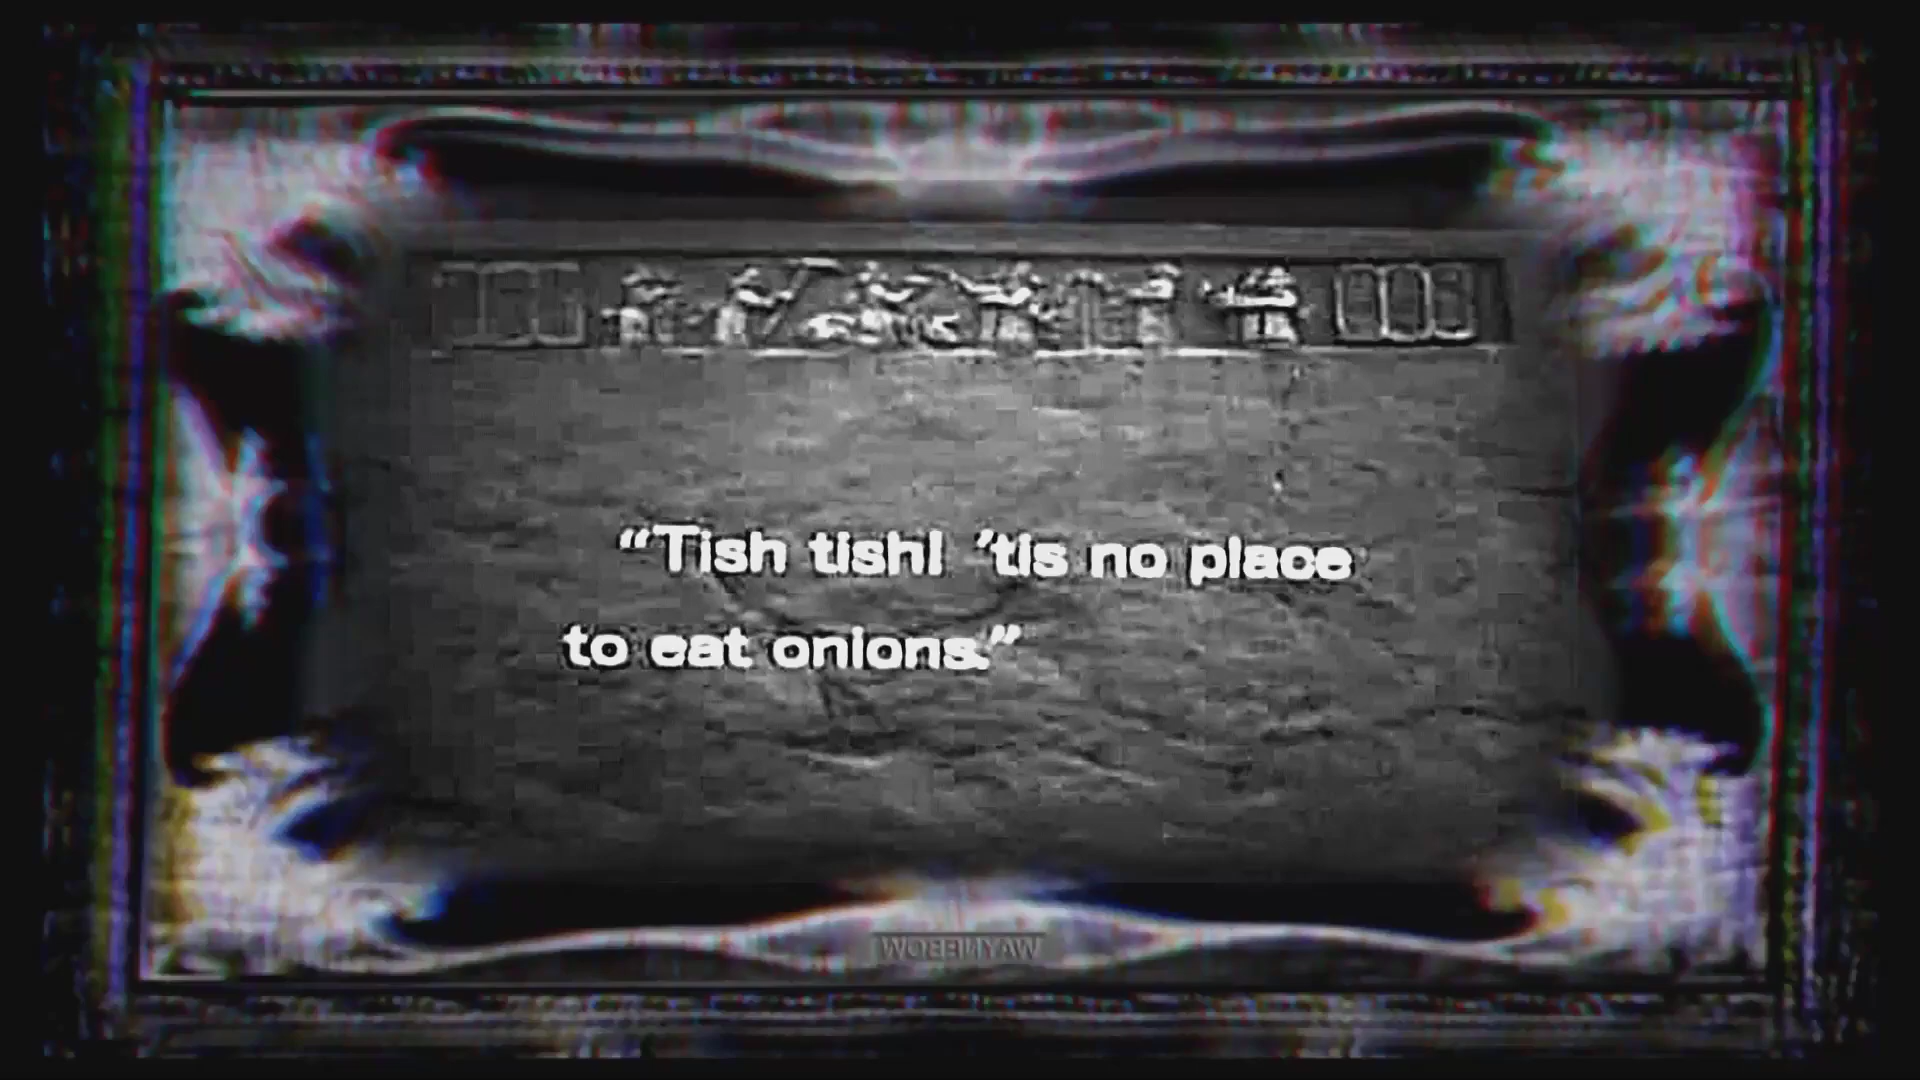 “Tish tish! ’tis no place
to eat onions.”